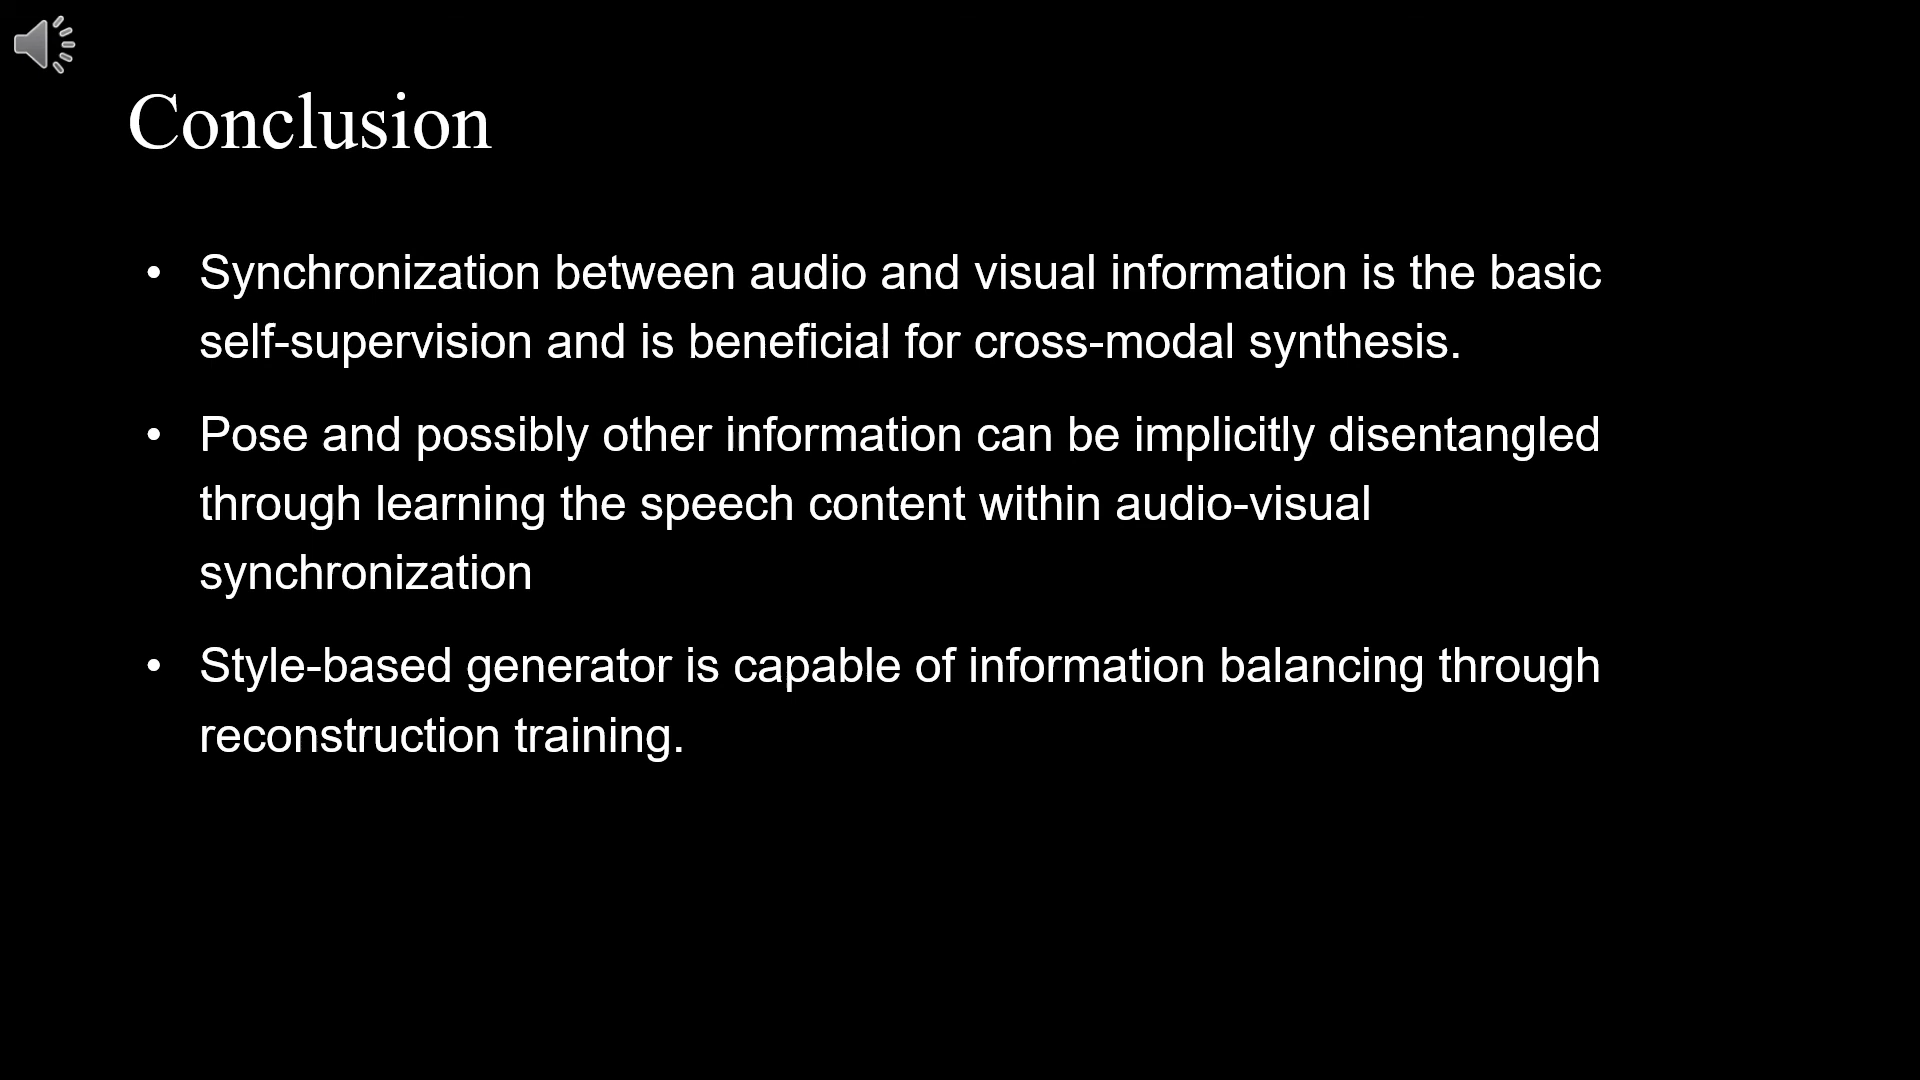 Conclusion
• Synchronization between audio and visual information is the basic
self-supervision and is beneficial for cross-modal synthesis.
• Pose and possibly other information can be implicitly disentangled
through learning the speech content within audio-visual
synchronization
• Style-based generator is capable of information balancing through
reconstruction training.